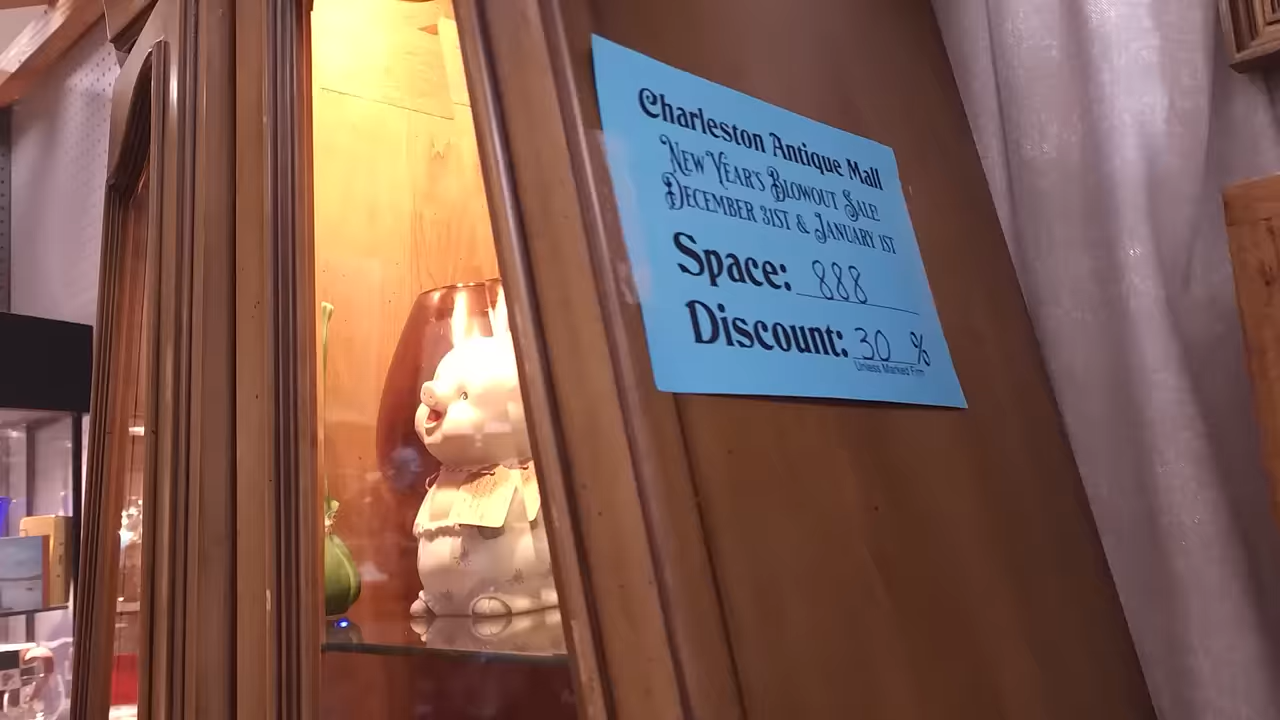 Charleston Antique Mall
New Year's Blowout Sale!
December 31st & January 1st
Space: 888
Discount: 30 %
Unless Marked Firm